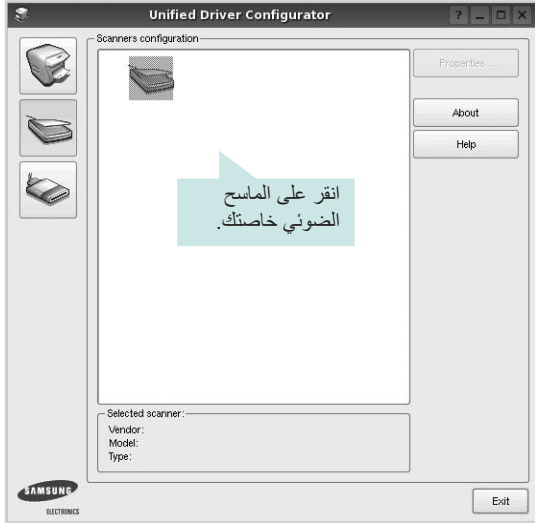 Unified Driver Configurator
Scanners configuration
Properties...
About
Help
انقر على الماسح
الضوئي خاصتك.
Selected scanner:
Vendor:
Model:
Type:
SAMSUNG
ELECTRONICS
Exit